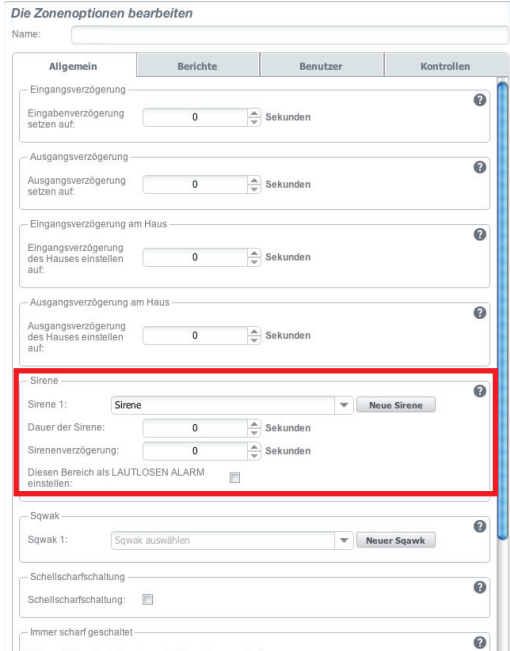 Die Zonenoptionen bearbeiten
Name:
Allgemein Berichte Benutzer Kontrollen
Eingangsverzögerung
Eingabenverzögerung
setzen auf:
0 Sekunden
Ausgangsverzögerung
Ausgangsverzögerung
setzen auf:
0 Sekunden
Eingangsverzögerung am Haus
Eingangsverzögerung
des Hauses einstellen
auf:
0 Sekunden
Ausgangsverzögerung am Haus
Ausgangsverzögerung
des Hauses einstellen
auf:
0 Sekunden
Sirene
Sirene 1: Sirene Neue Sirene
Dauer der Sirene: 0 Sekunden
Sirenenverzögerung: 0 Sekunden
Diesen Bereich als LAUTLOSEN ALARM
einstellen:
Sqwak
Sqwak 1: Sqwak auswählen Neuer Sqawk
Schellscharfschaltung
Schellscharfschaltung:
Immer scharf geschaltet